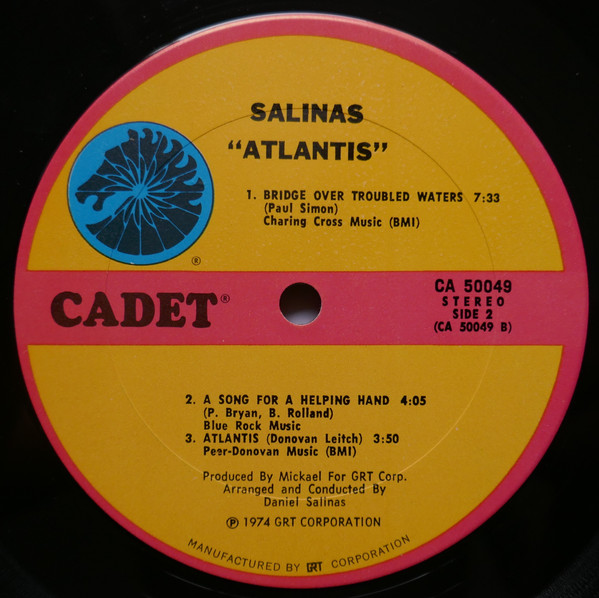 SALINAS
"ATLANTIS"
1. BRIDGE OVER TROUBLED WATERS 7:33
(Paul Simon)
Charing Cross Music (BMI)
®
CADET®
CA 50049
STEREO
SIDE 2
(CA 50049 B)
2. A SONG FOR A HELPING HAND 4:05
(P. Bryan, B. Rolland)
Blue Rock Music
3. ATLANTIS (Donovan Leitch) 3:50
Peer-Donovan Music (BMI)
Produced By Mickael For GRT Corp.
Arranged and Conducted By
Daniel Salinas
℗ 1974 GRT CORPORATION
MANUFACTURED BY GRT CORPORATION